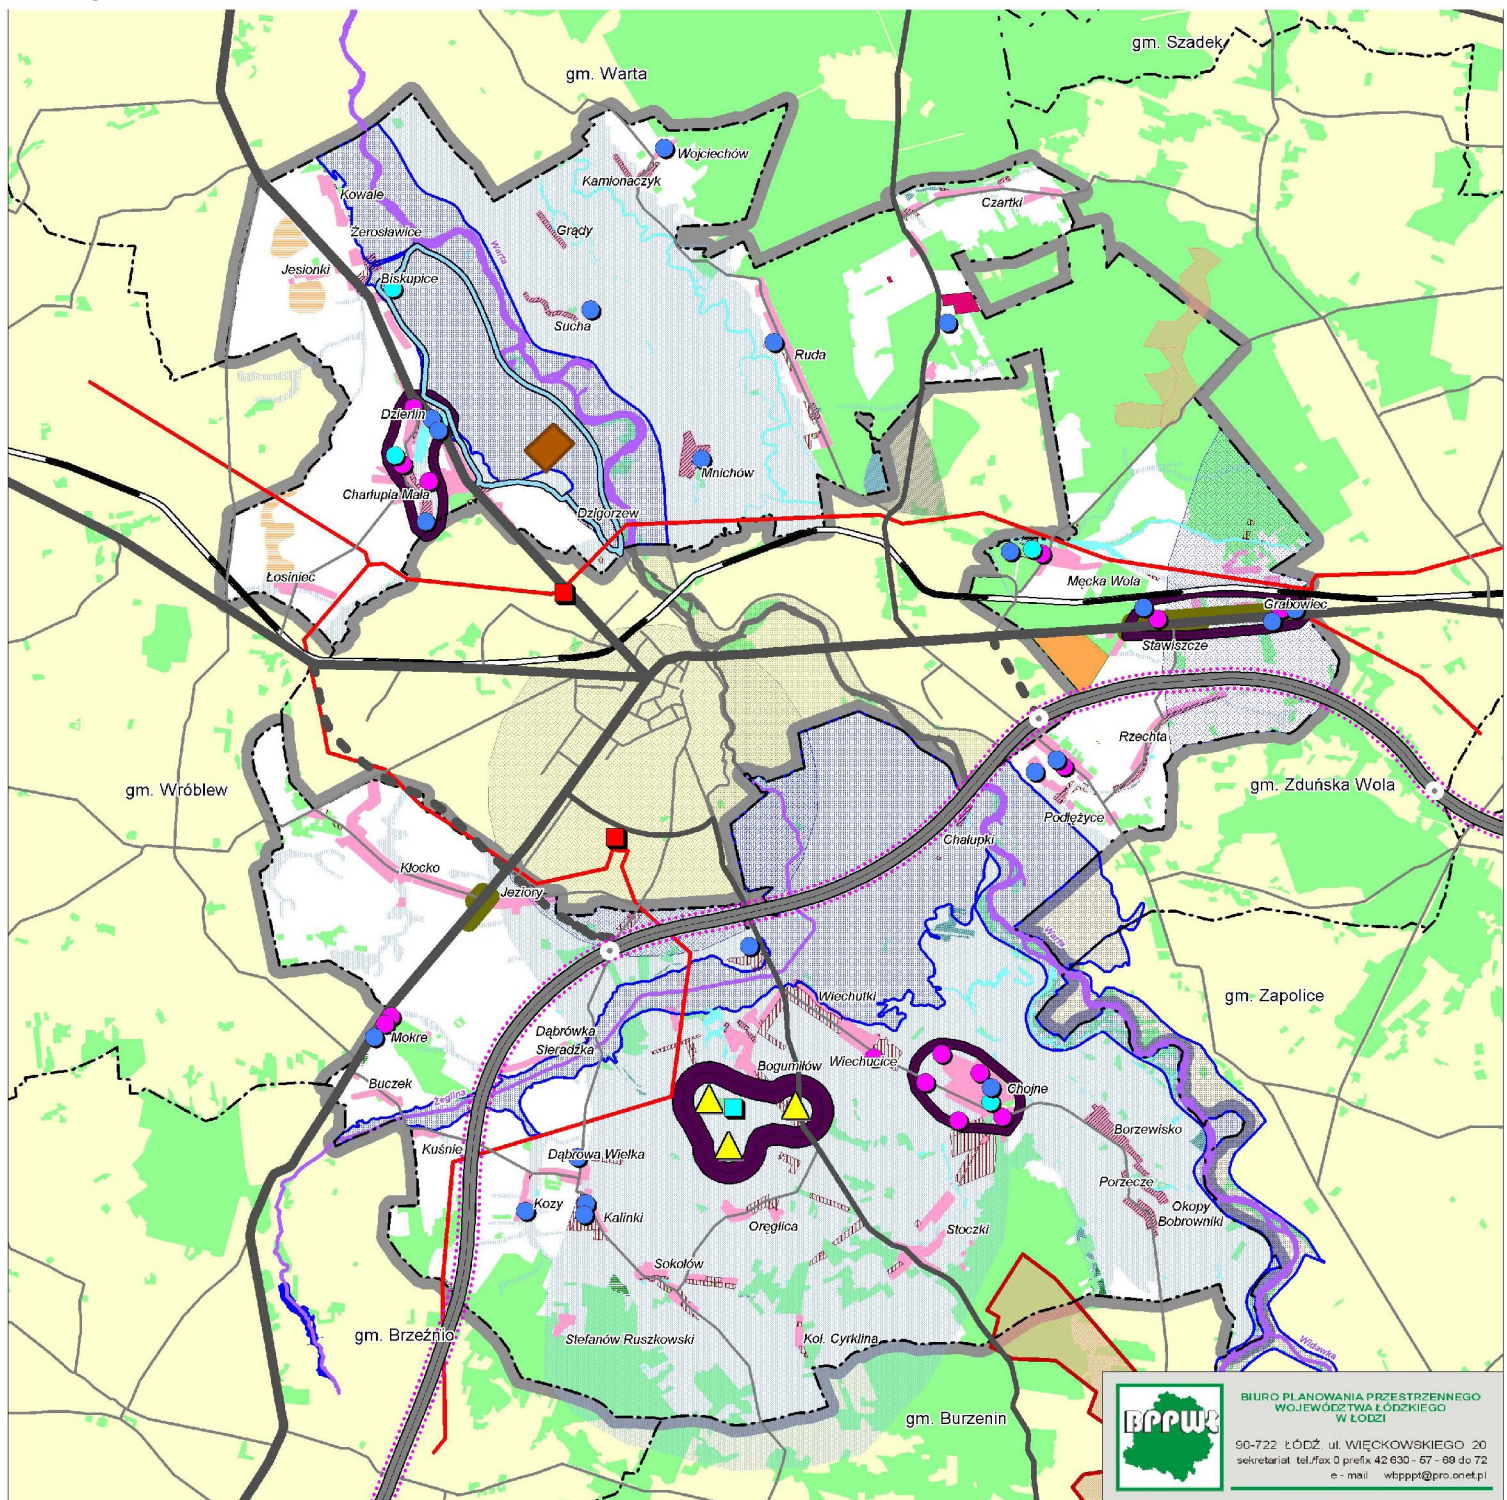 gm. Szadek
gm. Warta
Wojciechów
Kamionaczyk
Kowale
Czartki
Grądy
Żerosławice
Warta
Jesionki
Biskupice
Sucha
Ruda
Dzierlin
Mnichów
Charłupia Mała
Dzigorzew
Łosiniec
Męcka Wola
Grabowiec
Stawiszcze
Rzechta
gm. Wróblew
gm. Zduńska Wola
Podłężyce
Chałupki
Kłocko
Jeziory
Warta
gm. Zapolice
Wiechutki
Mokre
Dąbrówka
Sieradzka
Bogumiłów
Wiechucice
Buczek
Chojne
Żeglina
Borzewisko
Kuśnie
Dąbrowa Wielka
Porzecze
Kozy
Kalinki
Oręglica
Stoczki
Okopy
Bobrowniki
Sokołów
gm. Brzeźnio
Stefanów Ruszkowski
Kol. Cyrklina
Widawka
gm. Burzenin
BPPWŁ
BIURO PLANOWANIA PRZESTRZENNEGO
WOJEWÓDZTWA ŁÓDZKIEGO
W ŁODZI
90-722 ŁÓDŹ, ul. WIĘCKOWSKIEGO 20
sekretariat tel./fax 0 prefix 42 630 - 57 - 69 do 72
e - mail wbpppt@pro.onet.pl